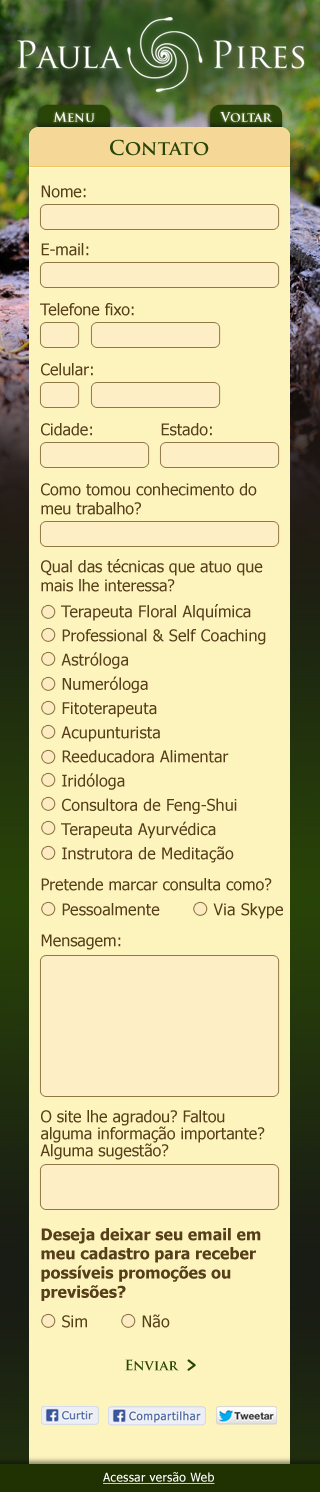 PAULA PIRES
MENU VOLTAR
CONTATO
Nome:
E-mail:
Telefone fixo:
Celular:
Cidade: Estado:
Como tomou conhecimento do
meu trabalho?
Qual das técnicas que atuo que
mais lhe interessa?
Terapeuta Floral Alquímica
Professional & Self Coaching
Astróloga
Numeróloga
Fitoterapeuta
Acupunturista
Reeducadora Alimentar
Iridóloga
Consultora de Feng-Shui
Terapeuta Ayurvédica
Instrutora de Meditação
Pretende marcar consulta como?
Pessoalmente Via Skype
Mensagem:
O site lhe agradou? Faltou
alguma informação importante?
Alguma sugestão?
Deseja deixar seu email em
meu cadastro para receber
possíveis promoções ou
previsões?
Sim Não
ENVIAR >
Curtir Compartilhar Tweetar
Acessar versão Web